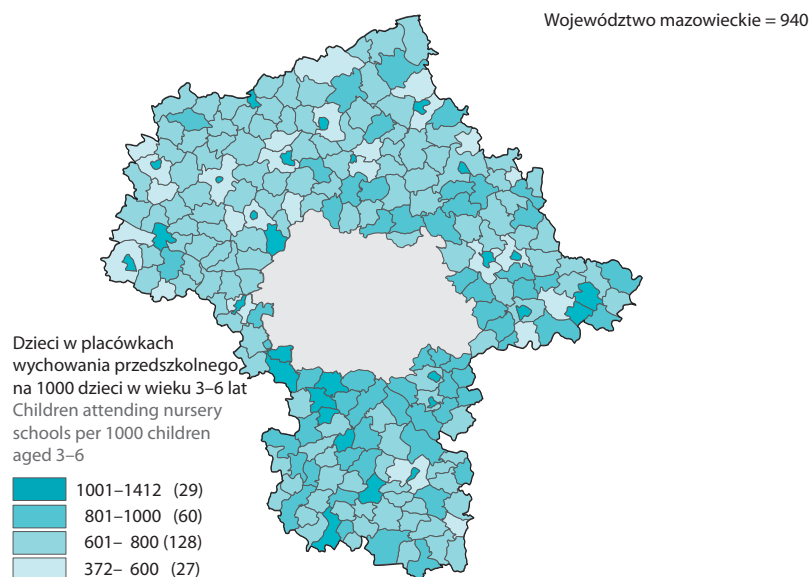 Województwo mazowieckie = 940
Dzieci w placówkach
wychowania przedszkolnego
na 1000 dzieci w wieku 3–6 lat
Children attending nursery
schools per 1000 children
aged 3–6
1001–1412 (29)
801–1000 (60)
601– 800 (128)
372– 600 (27)